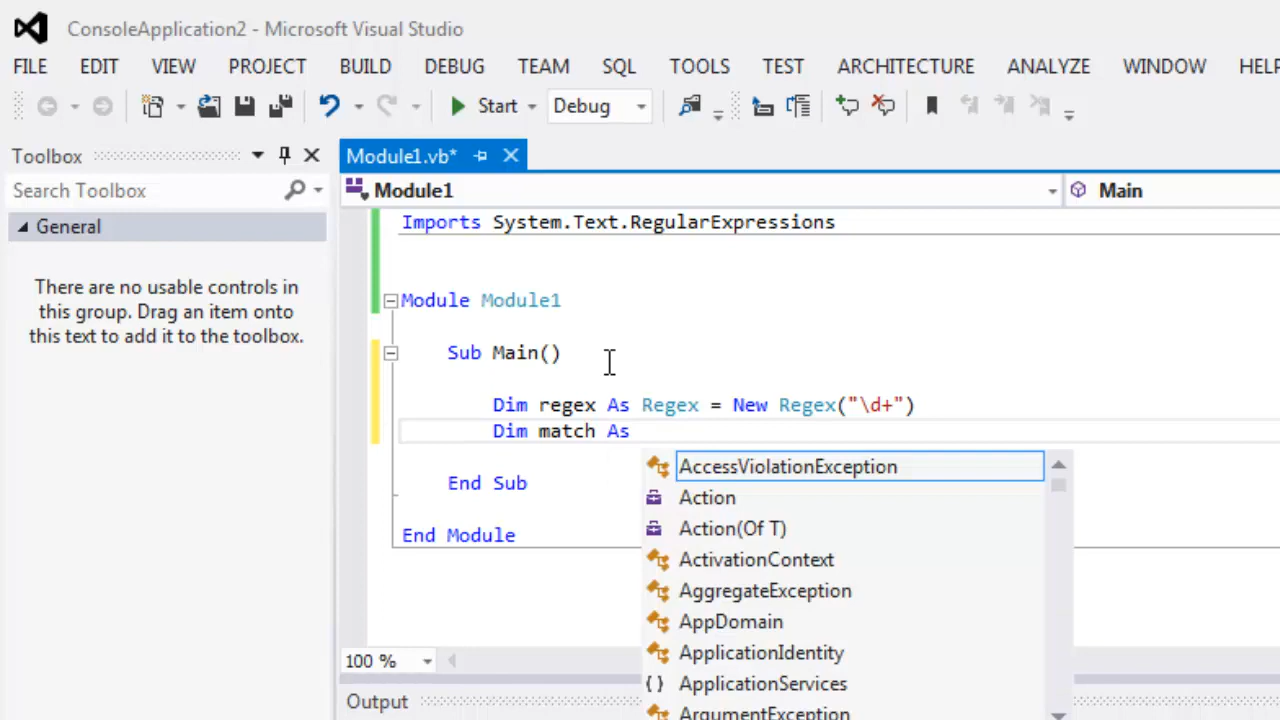 ConsoleApplication2 - Microsoft Visual Studio
FILE EDIT VIEW PROJECT BUILD DEBUG TEAM SQL TOOLS TEST ARCHITECTURE ANALYZE WINDOW HELP
Start Debug
Toolbox
Search Toolbox
General
There are no usable controls in
this group. Drag an item onto
this text to add it to the toolbox.
Module1.vb*
Module1 Main
Imports System.Text.RegularExpressions
Module Module1
Sub Main()
Dim regex As Regex = New Regex("\d+")
Dim match As
End Sub
End Module
AccessViolationException
Action
Action(Of T)
ActivationContext
AggregateException
AppDomain
ApplicationIdentity
{ } ApplicationServices
ArgumentException
100 %
Output